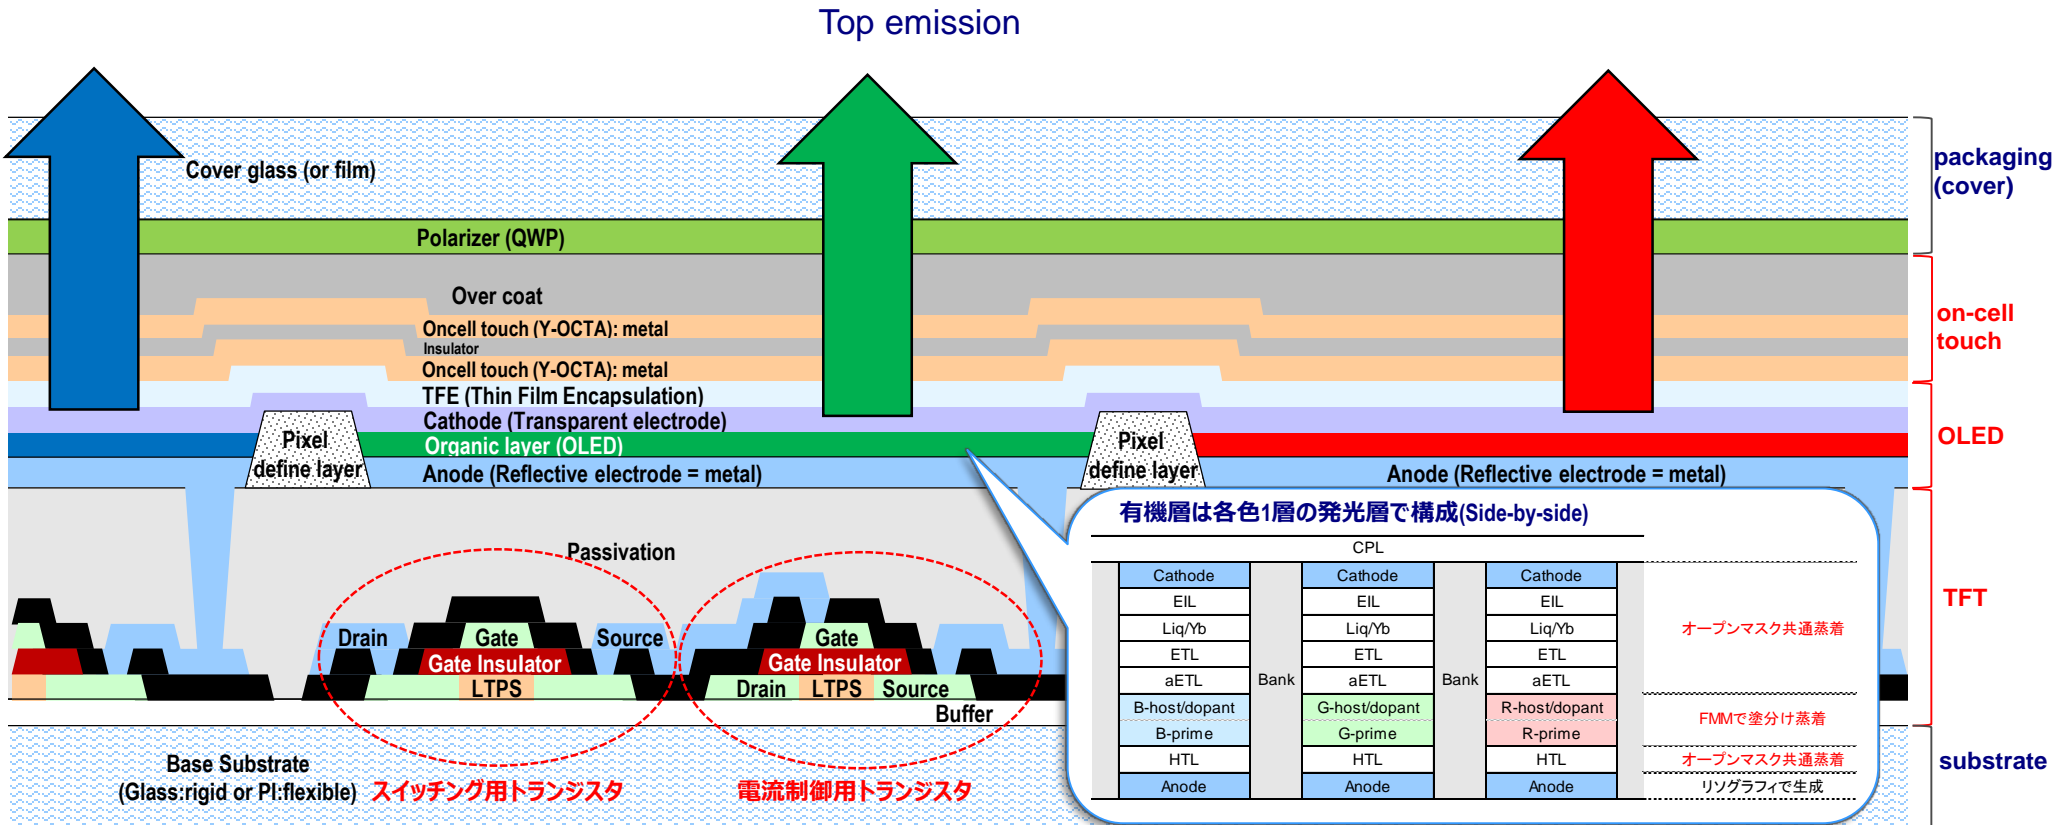 Top emission
Cover glass (or film)
packaging
(cover)
Polarizer (QWP)
Over coat
Oncell touch (Y-OCTA): metal
Insulator
Oncell touch (Y-OCTA): metal
on-cell
touch
TFE (Thin Film Encapsulation)
Cathode (Transparent electrode)
Organic layer (OLED)
Anode (Reflective electrode = metal)
Pixel
define layer
Pixel
define layer
Anode (Reflective electrode = metal)
OLED
Passivation
Drain
Gate
Source
Gate Insulator
LTPS
Gate
Gate Insulator
Drain
LTPS
Source
Buffer
TFT
Base Substrate
(Glass:rigid or PI:flexible)
スイッチング用トランジスタ
電流制御用トランジスタ
substrate
有機層は各色1層の発光層で構成(Side-by-side)
CPL
Cathode Cathode Cathode
EIL EIL EIL
Liq/Yb Liq/Yb Liq/Yb オープンマスク共通蒸着
ETL ETL ETL
aETL Bank aETL Bank aETL
B-host/dopant G-host/dopant R-host/dopant FMMで塗分け蒸着
B-prime G-prime R-prime
HTL HTL HTL オープンマスク共通蒸着
Anode Anode Anode リソグラフィで生成